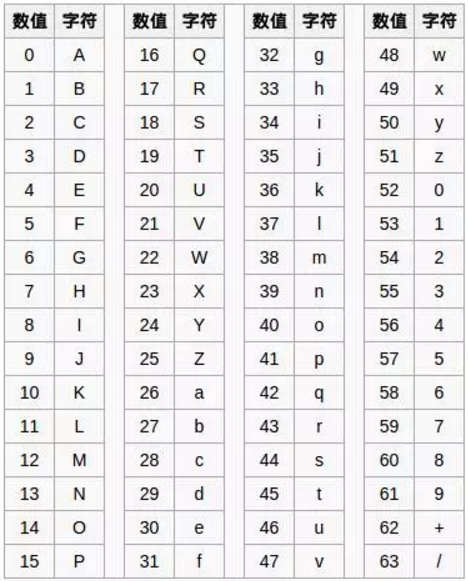 数值 字符 数值 字符 数值 字符 数值 字符
0 A 16 Q 32 g 48 w
1 B 17 R 33 h 49 x
2 C 18 S 34 i 50 y
3 D 19 T 35 j 51 z
4 E 20 U 36 k 52 0
5 F 21 V 37 l 53 1
6 G 22 W 38 m 54 2
7 H 23 X 39 n 55 3
8 I 24 Y 40 o 56 4
9 J 25 Z 41 p 57 5
10 K 26 a 42 q 58 6
11 L 27 b 43 r 59 7
12 M 28 c 44 s 60 8
13 N 29 d 45 t 61 9
14 O 30 e 46 u 62 +
15 P 31 f 47 v 63 /